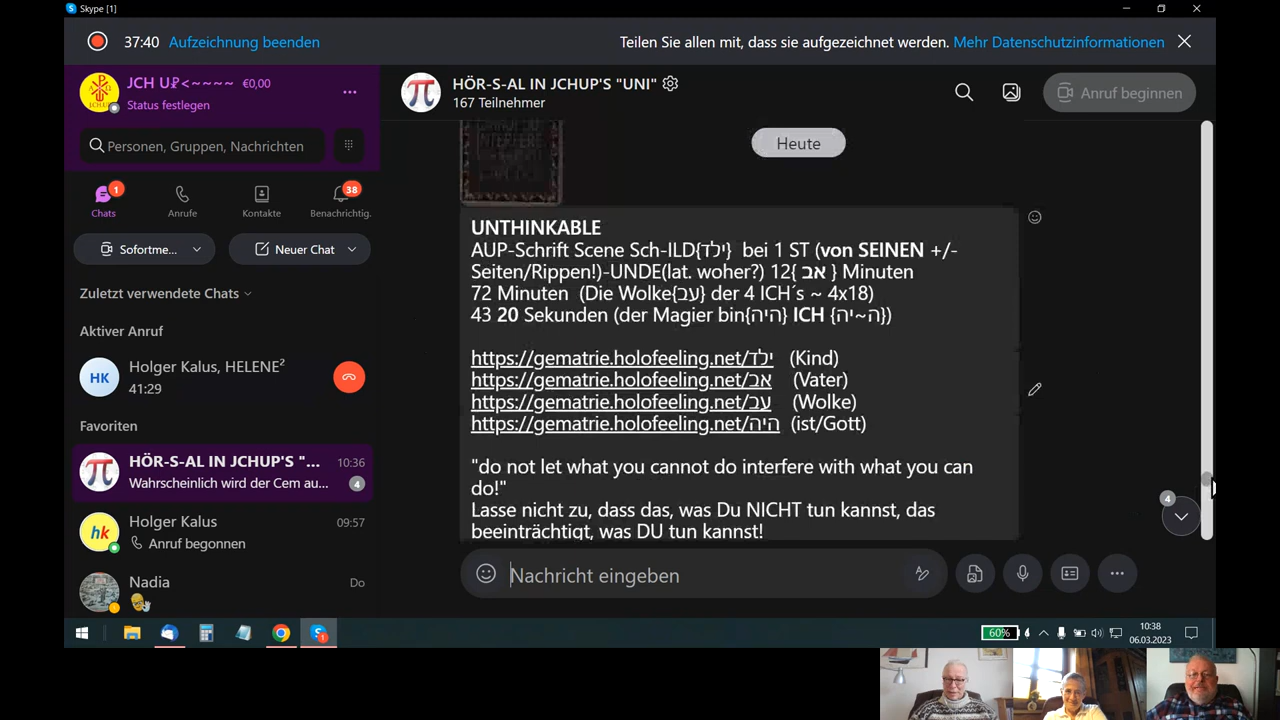 Skype [1]
37:40 Aufzeichnung beenden
Teilen Sie allen mit, dass sie aufgezeichnet werden. Mehr Datenschutzinformationen
JCH U₽<~~~~ €0,00
Status festlegen
HÖR-S-AL IN JCHUP'S "UNI"
167 Teilnehmer
Anruf beginnen
Personen, Gruppen, Nachrichten
Heute
1
38
Chats
Anrufe
Kontakte
Benachrichtig.
Sofortme...
Neuer Chat
Zuletzt verwendete Chats
Aktiver Anruf
HK
Holger Kalus, HELENE²
41:29
Favoriten
HÖR-S-AL IN JCHUP'S "... 10:36
Wahrscheinlich wird der Cem au... 4
hk
Holger Kalus 09:57
Anruf begonnen
Nadia Do
INTERFERE
UNTHINKABLE
AUP-Schrift Scene Sch-ILD{ילד} bei 1 ST (von SEINEN +/-
Seiten/Rippen!)-UNDE(lat. woher?) 12{ אב } Minuten
72 Minuten (Die Wolke{עב} der 4 ICH´s ~ 4x18)
43 20 Sekunden (der Magier bin{היה} ICH {ה~יה})
https://gematrie.holofeeling.net/ילד (Kind)
https://gematrie.holofeeling.net/אב (Vater)
https://gematrie.holofeeling.net/עב (Wolke)
https://gematrie.holofeeling.net/היה (ist/Gott)
"do not let what you cannot do interfere with what you can
do!"
Lasse nicht zu, dass das, was Du NICHT tun kannst, das
beeinträchtigt, was DU tun kannst!
4
Nachricht eingeben
60%
10:38
06.03.2023